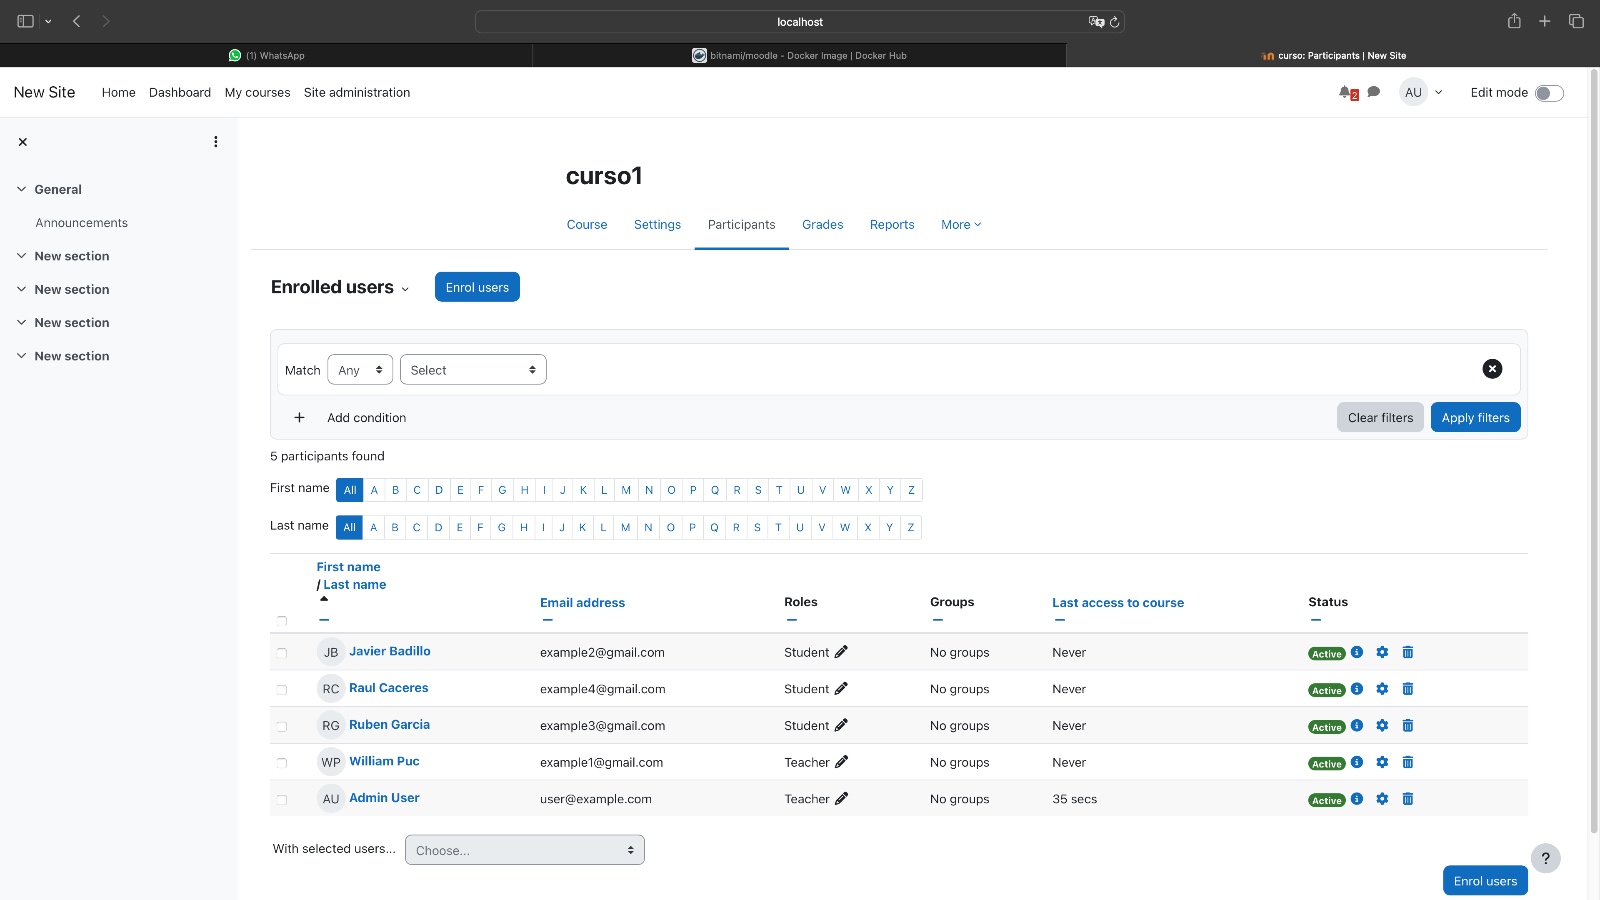 localhost
(1) WhatsApp
bitnami/moodle - Docker Image | Docker Hub
curso: Participants | New Site
New Site Home Dashboard My courses Site administration 2 AU Edit mode
General
Announcements
New section
New section
New section
New section
curso1
Course Settings Participants Grades Reports More
Enrolled users Enrol users
Match Any Select
+ Add condition Clear filters Apply filters
5 participants found
First name All A B C D E F G H I J K L M N O P Q R S T U V W X Y Z
Last name All A B C D E F G H I J K L M N O P Q R S T U V W X Y Z
First name
/ Last name
Email address Roles Groups Last access to course Status
JB Javier Badillo example2@gmail.com Student No groups Never Active
RC Raul Caceres example4@gmail.com Student No groups Never Active
RG Ruben Garcia example3@gmail.com Student No groups Never Active
WP William Puc example1@gmail.com Teacher No groups Never Active
AU Admin User user@example.com Teacher No groups 35 secs Active
With selected users... Choose...
?
Enrol users